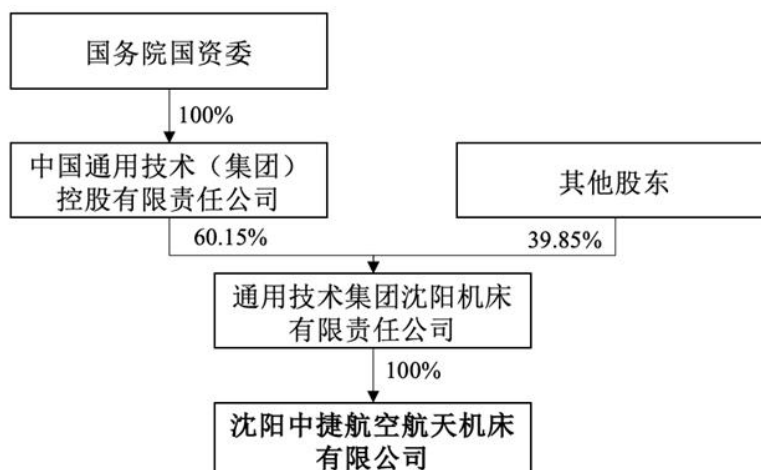 国务院国资委
100%
中国通用技术（集团）
控股有限责任公司
其他股东
60.15%
39.85%
通用技术集团沈阳机床
有限责任公司
100%
沈阳中捷航空航天机床
有限公司